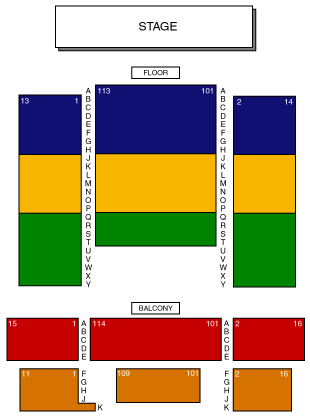 STAGE
FLOOR
13 1 A 113 101 A 2 14
B B
C C
D D
E E
F F
G G
H H
J J
K K
L L
M M
N N
O O
P P
Q Q
R R
S S
T T
U U
V V
W W
X X
Y Y
BALCONY
15 1 A 114 101 A 2 16
B B
C C
D D
E E
11 1 F 109 101 F 2 16
G G
H H
J J
K K